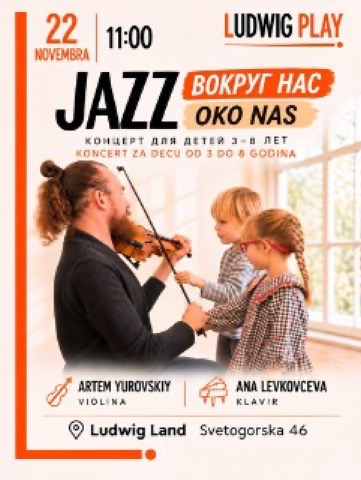 22
NOVEMBRA
11:00
LUDWIG PLAY
JAZZ
ВОКРУГ НАС
OKO NAS
КОНЦЕРТ ДЛЯ ДЕТЕЙ 3–8 ЛЕТ
KONCERT ZA DECU OD 3 DO 8 GODINA
ARTEM YUROVSKIY
VIOLINA
ANA LEVKOVCEVA
KLAVIR
Ludwig Land Svetogorska 46